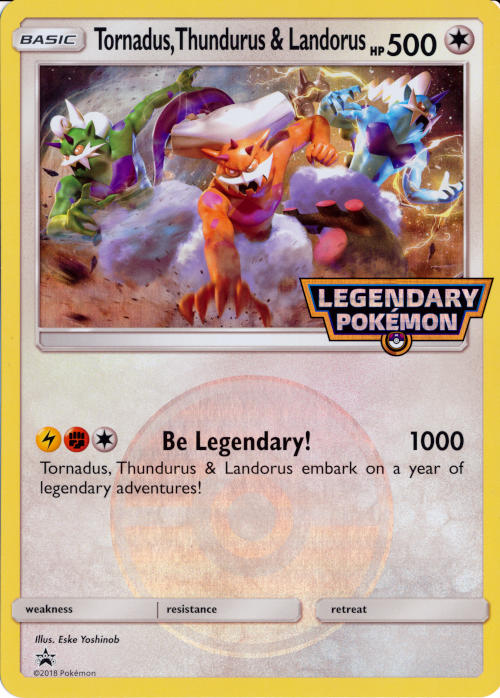 BASIC Tornadus, Thundurus & Landorus HP 500
LEGENDARY
POKÉMON
Be Legendary! 1000
Tornadus, Thundurus & Landorus embark on a year of
legendary adventures!
weakness resistance retreat
Illus. Eske Yoshinob
©2018 Pokémon